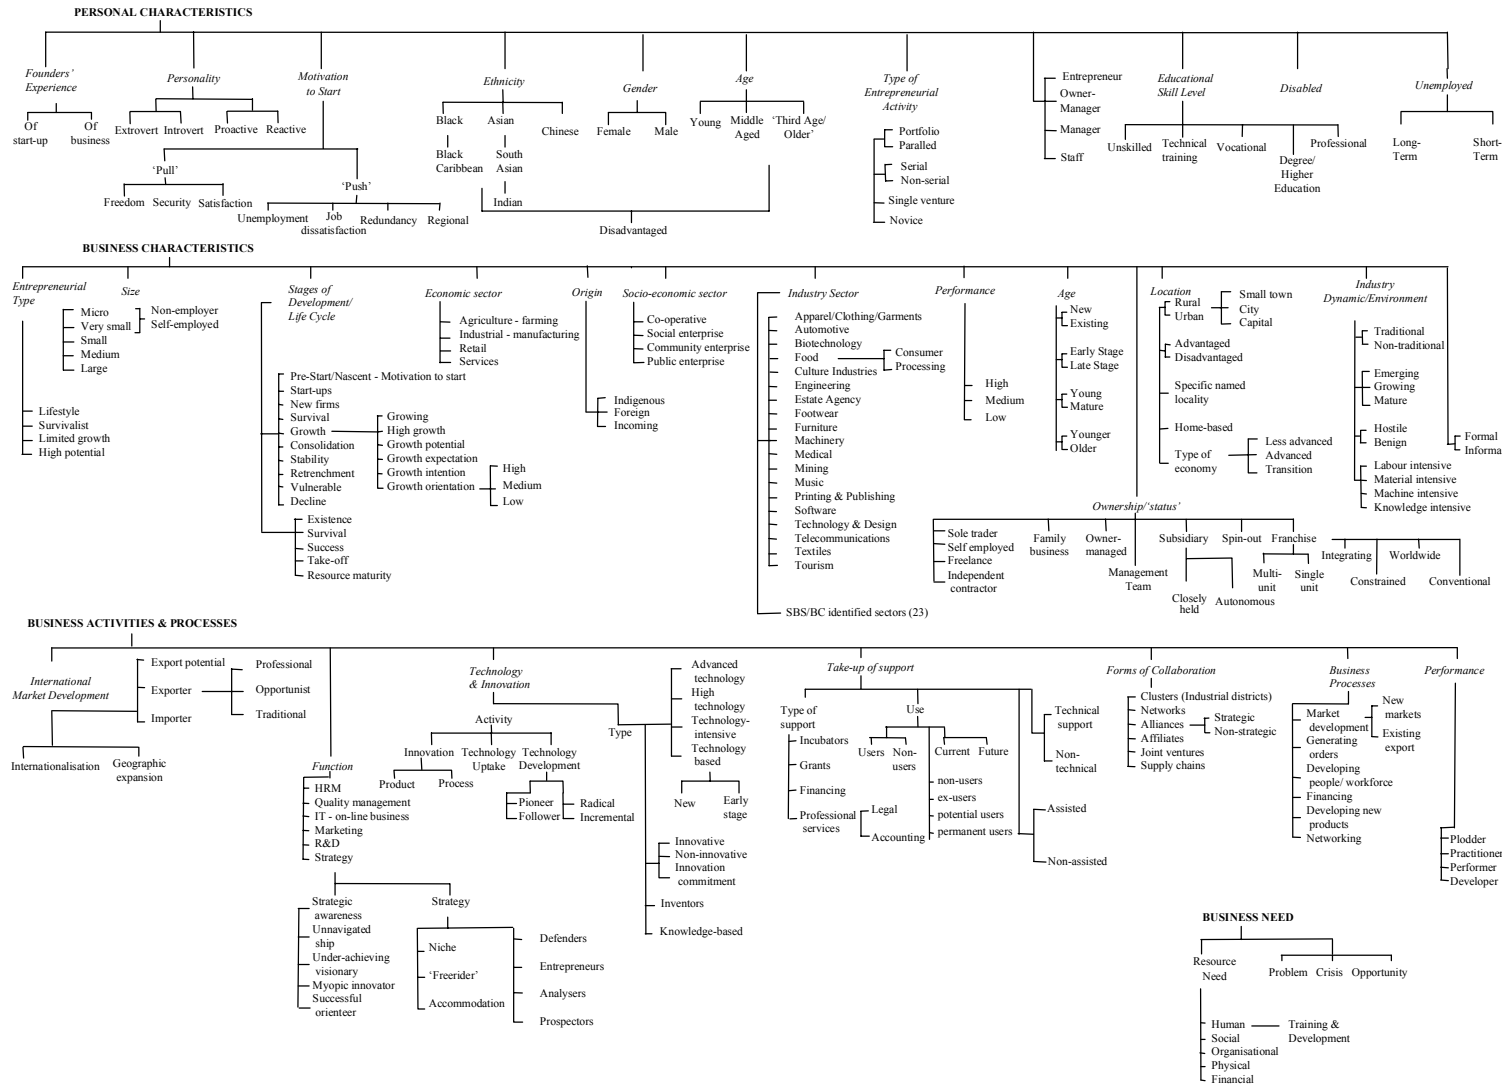 PERSONAL CHARACTERISTICS
Founders'
Experience
Of
start-up
Of
business
Personality
Extrovert
Introvert
Proactive
Reactive
Motivation
to Start
'Pull'
Freedom
Security
Satisfaction
'Push'
Unemployment
Job
dissatisfaction
Redundancy
Regional
Ethnicity
Black
Asian
Chinese
Black
Caribbean
South
Asian
Indian
Gender
Female
Male
Age
Young
Middle
Aged
'Third Age/
Older'
Disadvantaged
Type of
Entrepreneurial
Activity
Portfolio
Paralled
Serial
Non-serial
Single venture
Novice
Entrepreneur
Owner-
Manager
Manager
Staff
Educational
Skill Level
Unskilled
Technical
training
Vocational
Degree/
Higher
Education
Professional
Disabled
Unemployed
Long-
Term
Short-
Term
BUSINESS CHARACTERISTICS
Entrepreneurial
Type
Lifestyle
Survivalist
Limited growth
High potential
Size
Micro
Very small
Small
Medium
Large
Non-employer
Self-employed
Stages of
Development/
Life Cycle
Pre-Start/Nascent - Motivation to start
Start-ups
New firms
Survival
Growth
Consolidation
Stability
Retrenchment
Vulnerable
Decline
Growing
High growth
Growth potential
Growth expectation
Growth intention
Growth orientation
High
Medium
Low
Existence
Survival
Success
Take-off
Resource maturity
Economic sector
Agriculture - farming
Industrial - manufacturing
Retail
Services
Origin
Indigenous
Foreign
Incoming
Socio-economic sector
Co-operative
Social enterprise
Community enterprise
Public enterprise
Industry Sector
Apparel/Clothing/Garments
Automotive
Biotechnology
Food
Culture Industries
Engineering
Estate Agency
Footwear
Furniture
Machinery
Medical
Mining
Music
Printing & Publishing
Software
Technology & Design
Telecommunications
Textiles
Tourism
Consumer
Processing
SBS/BC identified sectors (23)
Performance
High
Medium
Low
Age
New
Existing
Early Stage
Late Stage
Young
Mature
Younger
Older
Location
Rural
Urban
Small town
City
Capital
Advantaged
Disadvantaged
Specific named
locality
Home-based
Type of
economy
Less advanced
Advanced
Transition
Industry
Dynamic/Environment
Traditional
Non-traditional
Emerging
Growing
Mature
Hostile
Benign
Labour intensive
Material intensive
Machine intensive
Knowledge intensive
Formal
Informa
Ownership/'status'
Sole trader
Self employed
Freelance
Independent
contractor
Family
business
Owner-
managed
Management
Team
Subsidiary
Closely
held
Autonomous
Spin-out
Franchise
Multi-
unit
Single
unit
Integrating
Constrained
Worldwide
Conventional
BUSINESS ACTIVITIES & PROCESSES
International
Market Development
Internationalisation
Geographic
expansion
Export potential
Exporter
Importer
Professional
Opportunist
Traditional
Function
HRM
Quality management
IT - on-line business
Marketing
R&D
Strategy
Strategic
awareness
Unnavigated
ship
Under-achieving
visionary
Myopic innovator
Successful
orienteer
Strategy
Niche
'Freerider'
Accommodation
Defenders
Entrepreneurs
Analysers
Prospectors
Technology
& Innovation
Activity
Innovation
Technology
Uptake
Technology
Development
Product
Process
Pioneer
Follower
Radical
Incremental
Type
Advanced
technology
High
technology
Technology-
intensive
Technology
based
New
Early
stage
Innovative
Non-innovative
Innovation
commitment
Inventors
Knowledge-based
Take-up of support
Type of
support
Incubators
Grants
Financing
Professional
services
Legal
Accounting
Use
Users
Non-
users
Current
Future
non-users
ex-users
potential users
permanent users
Technical
support
Non-
technical
Assisted
Non-assisted
Forms of Collaboration
Clusters (Industrial districts)
Networks
Alliances
Affiliates
Joint ventures
Supply chains
Strategic
Non-strategic
Business
Processes
Market
development
Generating
orders
Developing
people/ workforce
Financing
Developing new
products
Networking
New
markets
Existing
export
Performance
Plodder
Practitioner
Performer
Developer
BUSINESS NEED
Resource
Need
Problem
Crisis
Opportunity
Human
Social
Organisational
Physical
Financial
Training &
Development